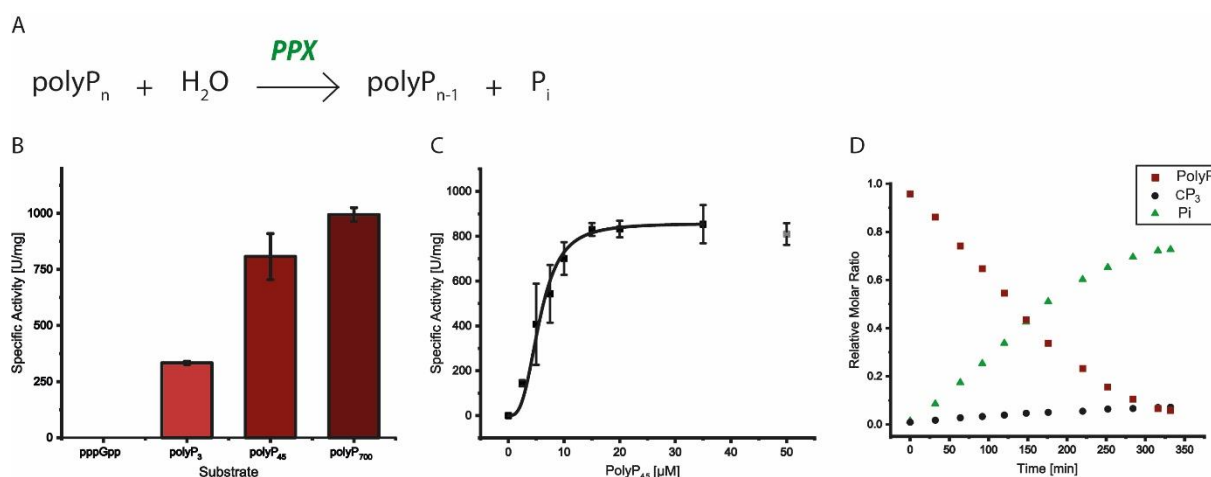 A
PPX
polyPₙ + H₂O → polyPₙ₋₁ + Pᵢ
B
Specific Activity [U/mg]
1000
750
500
250
0
pppGpp polyP₃ polyP₄₅ polyP₇₀₀
Substrate
C
Specific Activity [U/mg]
1000
800
600
400
200
0
0 10 20 30 40 50
PolyP₄₅ [µM]
D
PolyP
cP₃
Pi
Relative Molar Ratio
1.0
0.8
0.6
0.4
0.2
0.0
0 50 100 150 200 250 300 350
Time [min]